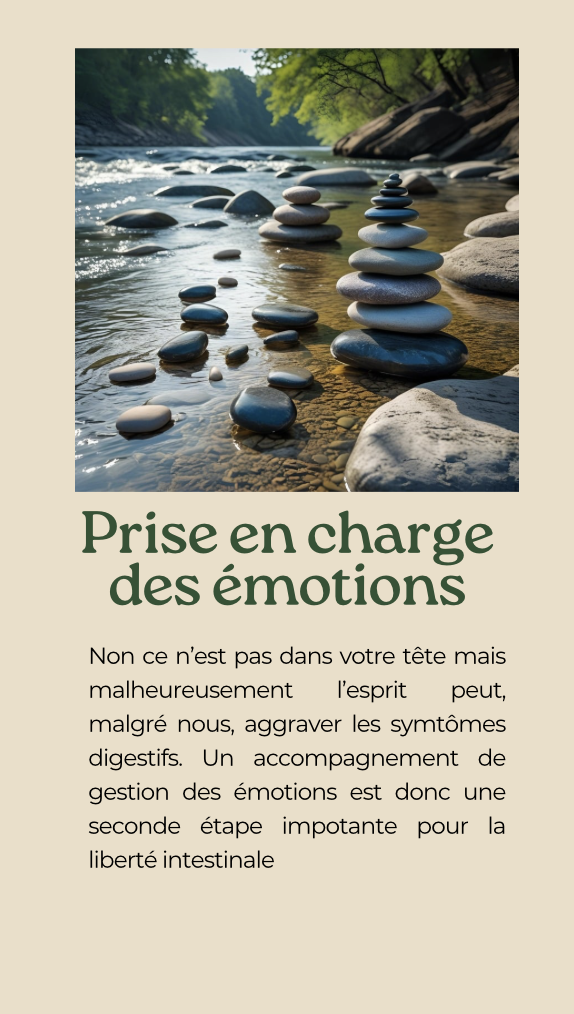 Prise en charge
des émotions
Non ce n’est pas dans votre tête mais
malheureusement l’esprit peut,
malgré nous, aggraver les symtômes
digestifs. Un accompagnement de
gestion des émotions est donc une
seconde étape impotante pour la
liberté intestinale